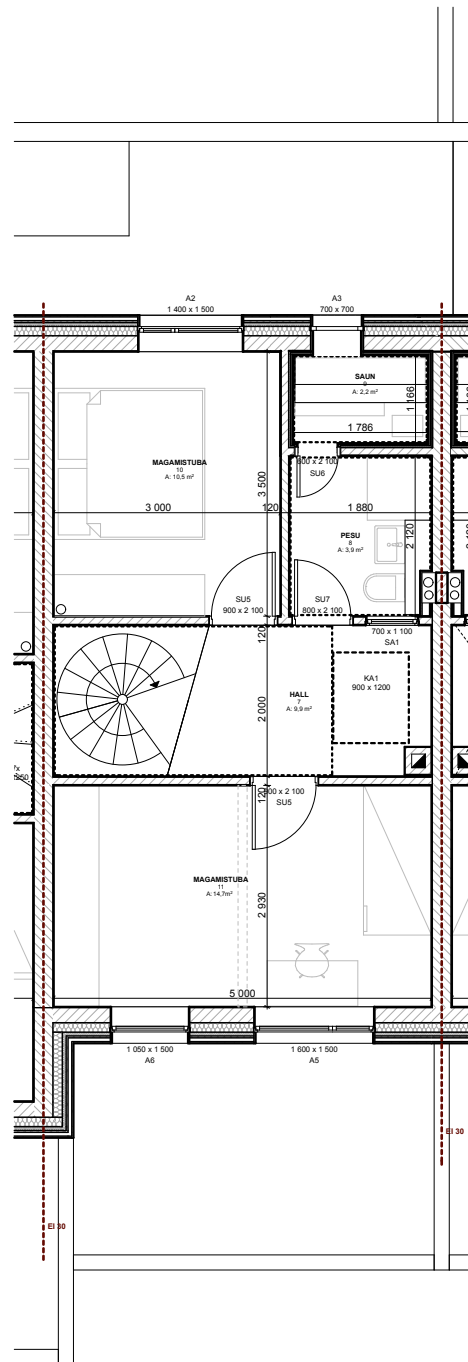 A2
1 400 x 1 500
A3
700 x 700
SAUN
9
A: 2,2 m²
1 166
1 786
800 x 2 100
SU6
MAGAMISTUBA
10
A: 10,5 m²
3 500
3 000
120
1 880
PESU
8
A: 3,9 m²
2 120
SU5
900 x 2 100
SU7
800 x 2 100
120
700 x 1 100
SA1
KA1
900 x 1200
HALL
7
A: 9,9 m²
2 000
120
900 x 2 100
SU5
MAGAMISTUBA
11
A: 14,7m²
2 930
5 000
1 050 x 1 500
A6
1 600 x 1 500
A5
EI 30
EI 30